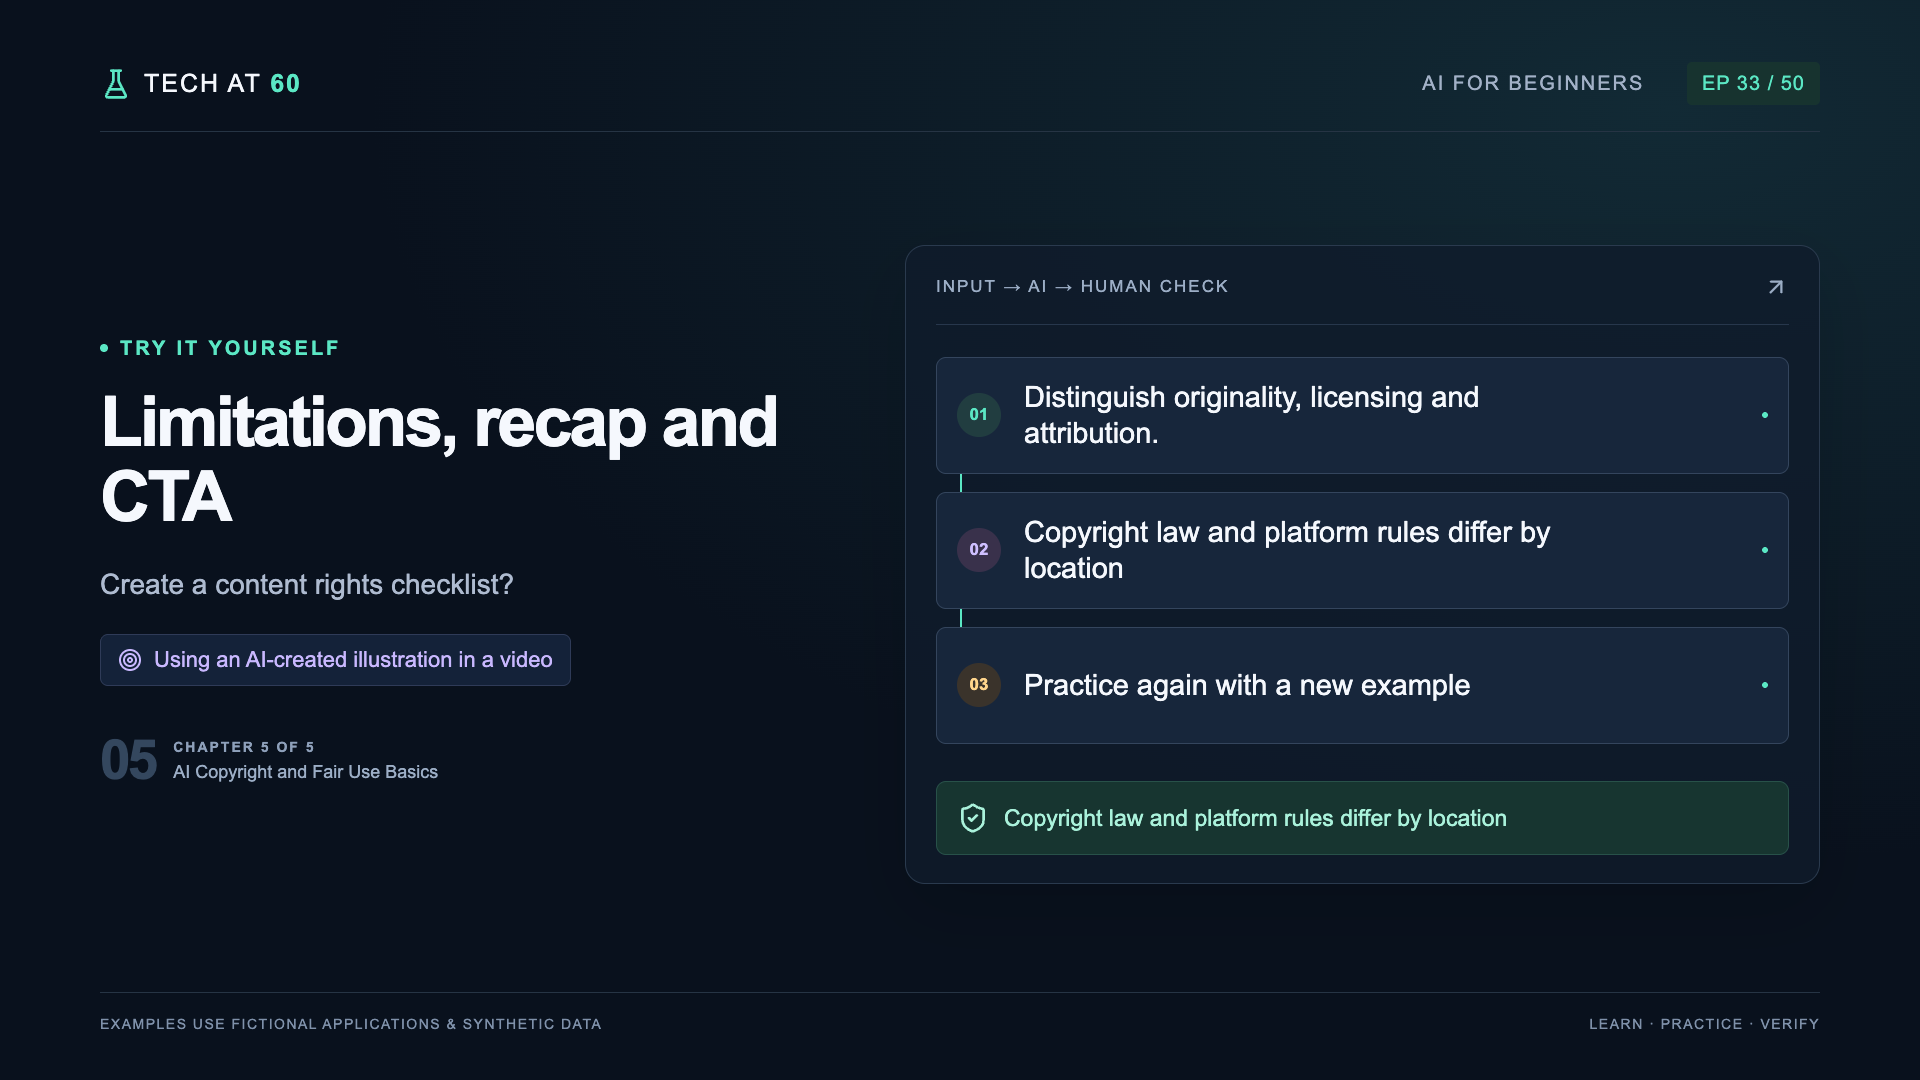 TECH AT 60
AI FOR BEGINNERS
EP 33 / 50
TRY IT YOURSELF
Limitations, recap and
CTA
Create a content rights checklist?
Using an AI-created illustration in a video
05
CHAPTER 5 OF 5
AI Copyright and Fair Use Basics
INPUT → AI → HUMAN CHECK
01
Distinguish originality, licensing and
attribution.
02
Copyright law and platform rules differ by
location
03
Practice again with a new example
Copyright law and platform rules differ by location
EXAMPLES USE FICTIONAL APPLICATIONS & SYNTHETIC DATA
LEARN · PRACTICE · VERIFY